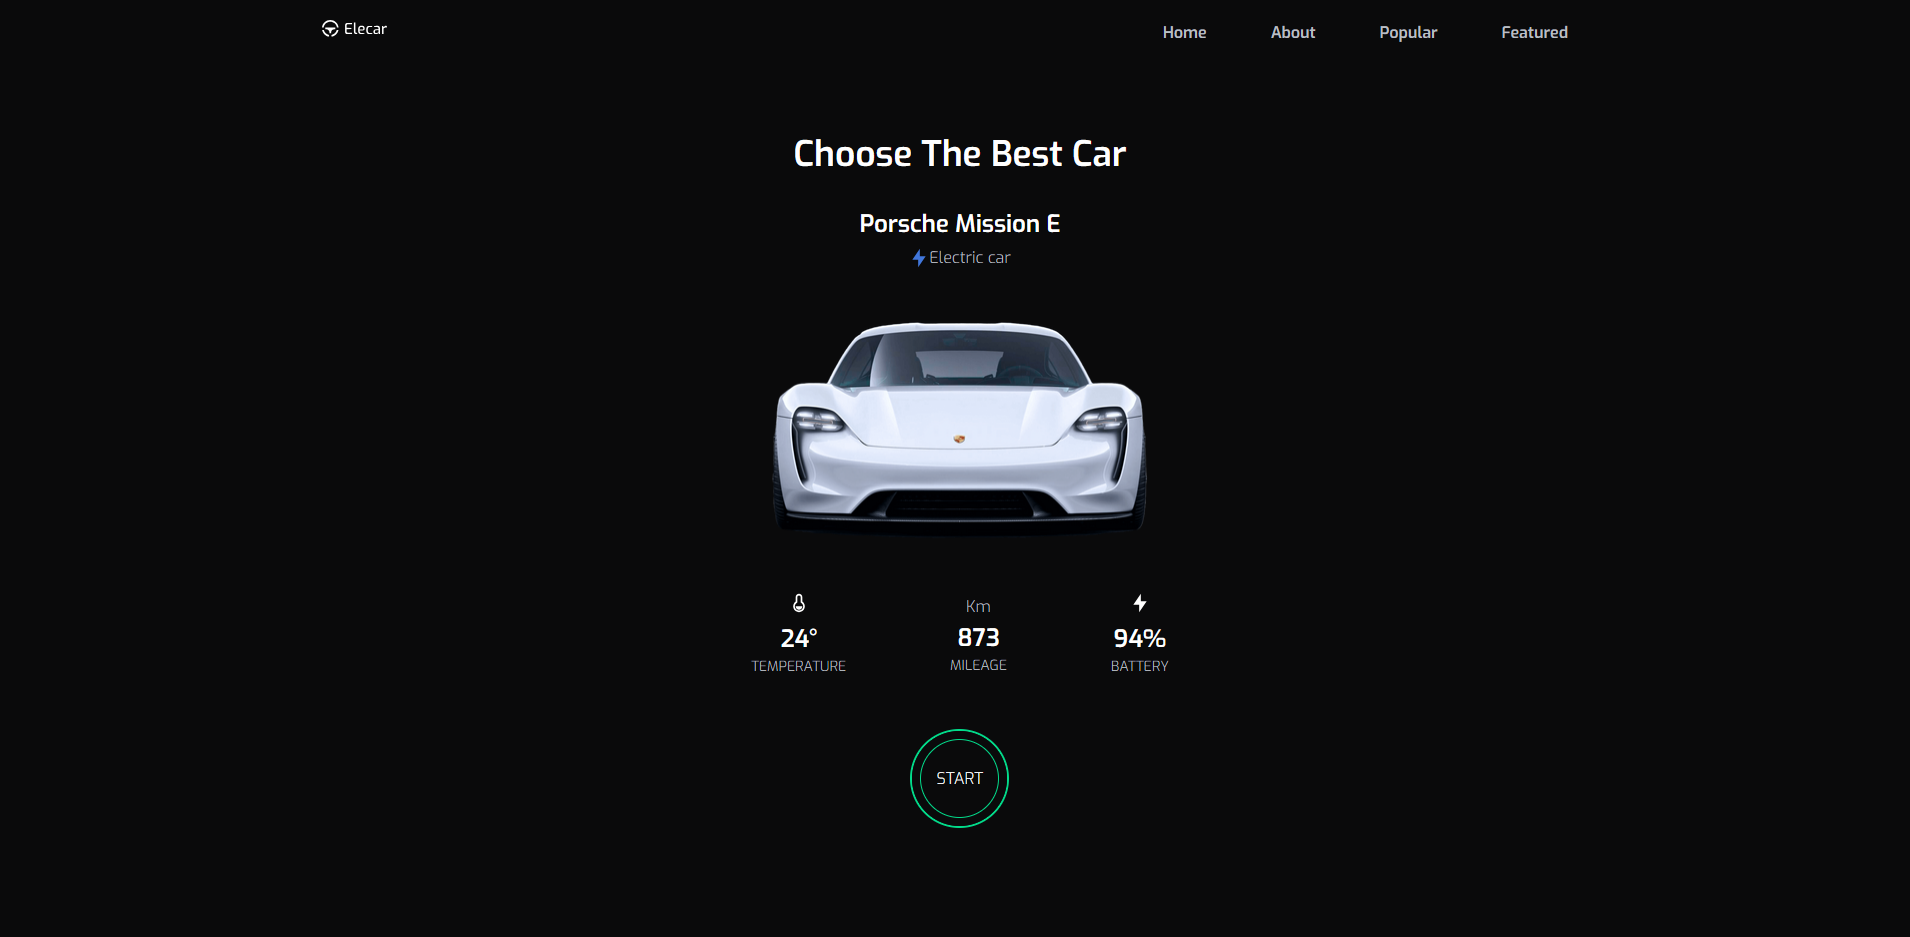 Elecar
Home About Popular Featured
Choose The Best Car
Porsche Mission E
Electric car
Km
24° 873 94%
TEMPERATURE MILEAGE BATTERY
START